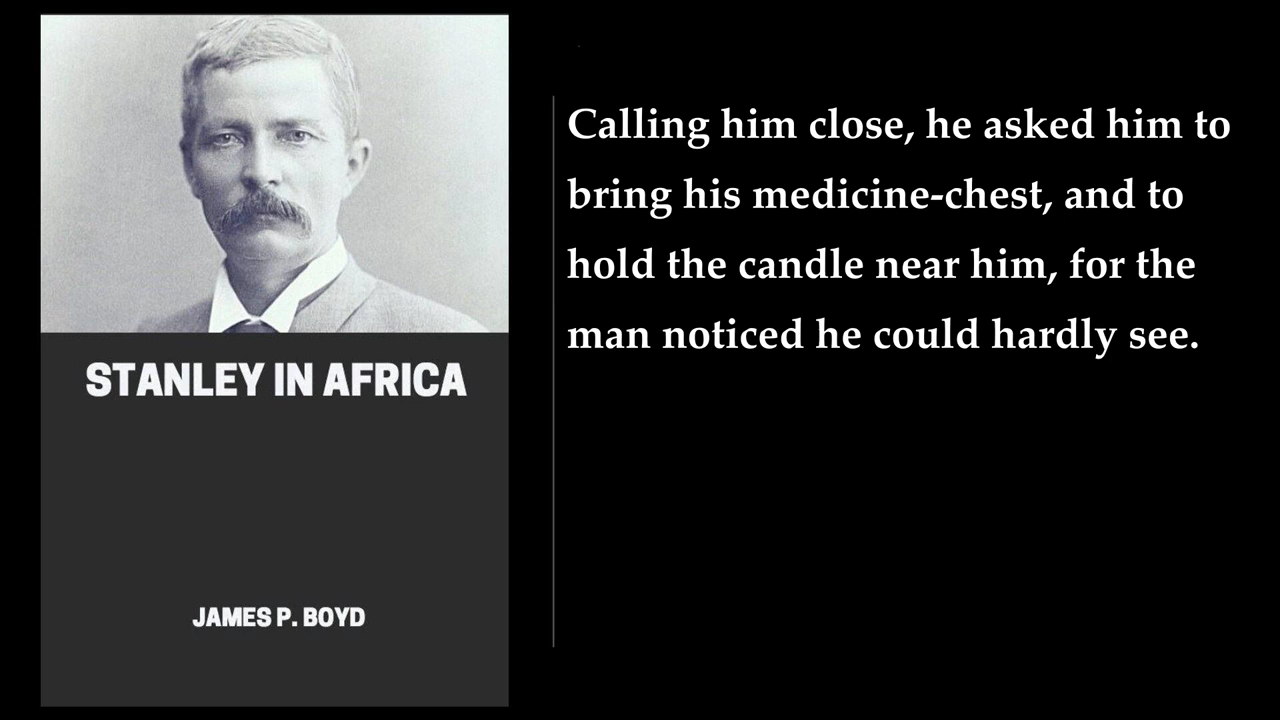 STANLEY IN AFRICA
JAMES P. BOYD
Calling him close, he asked him to
bring his medicine-chest, and to
hold the candle near him, for the
man noticed he could hardly see.